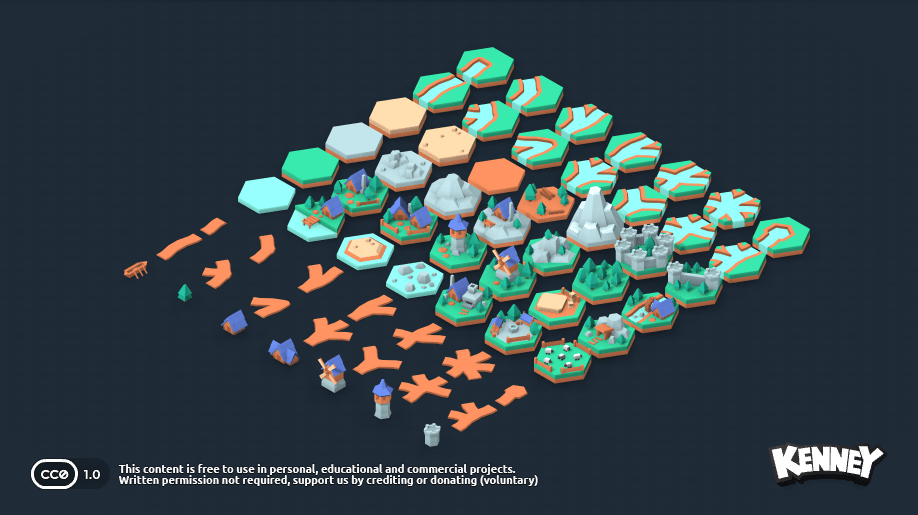 CC0 1.0
This content is free to use in personal, educational and commercial projects.
Written permission not required, support us by crediting or donating (voluntary)
KENNEY